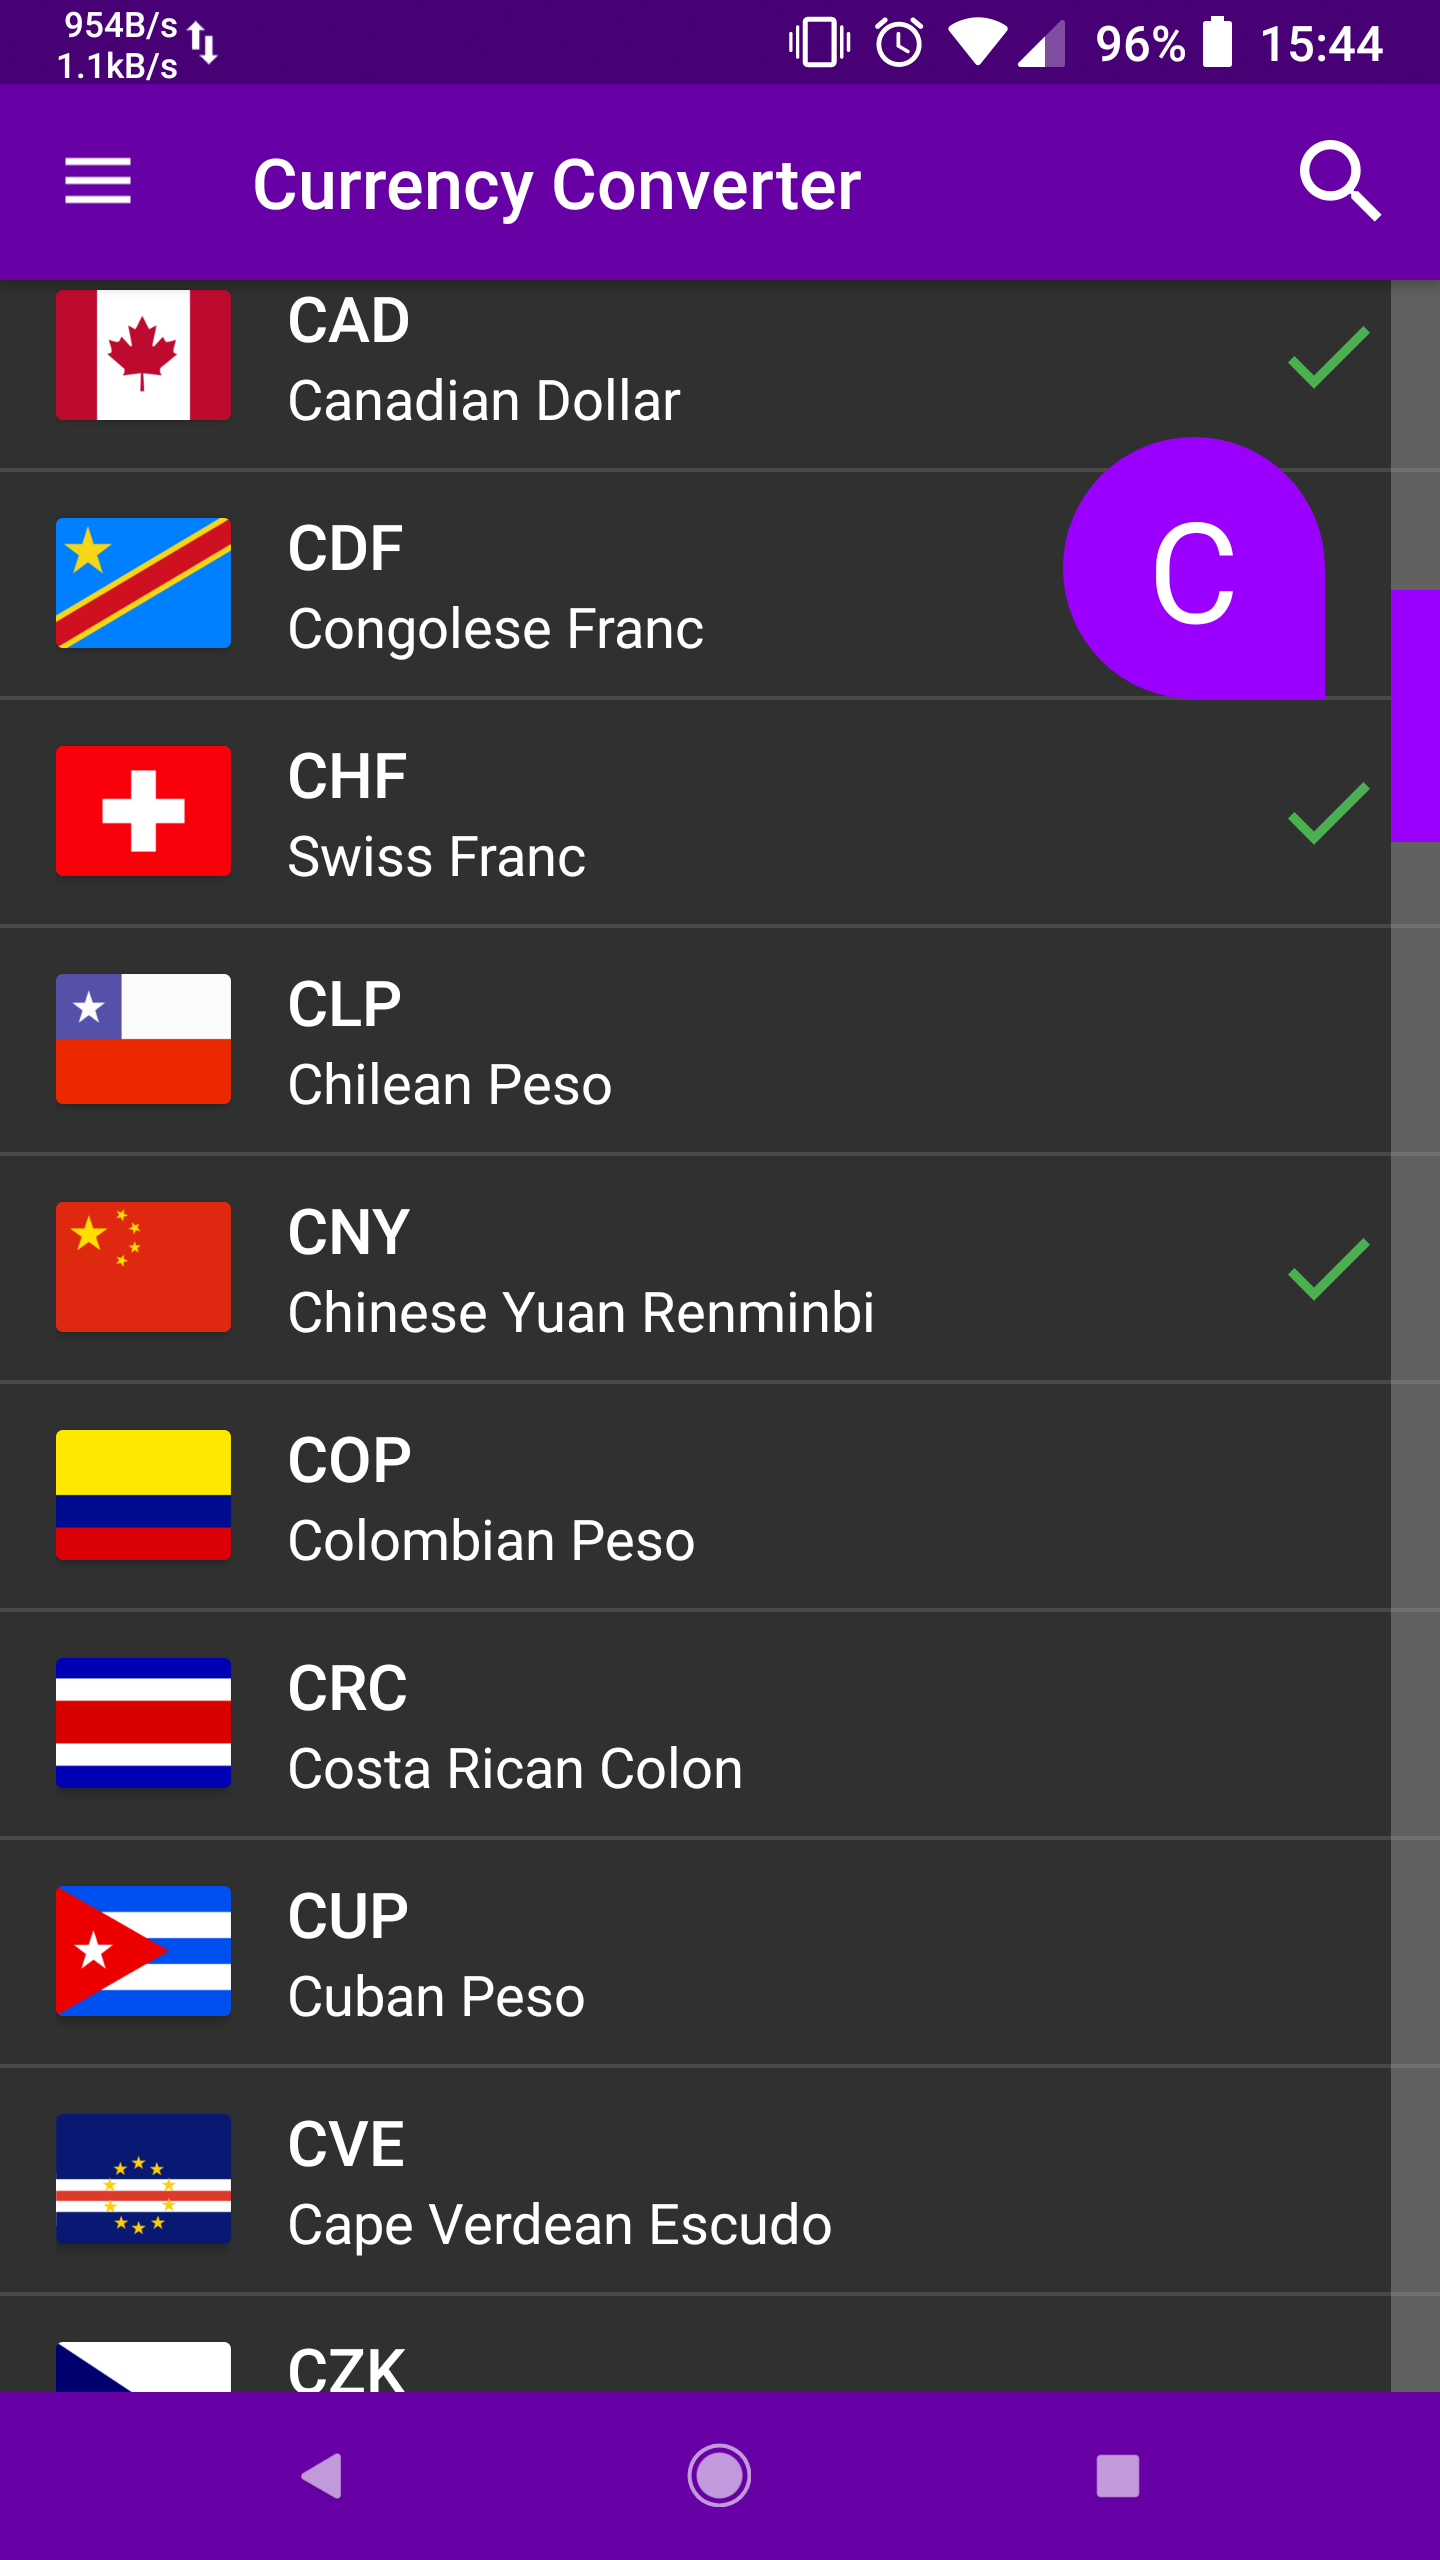 954B/s
1.1kB/s
96% 15:44
Currency Converter
CAD
Canadian Dollar
C
CDF
Congolese Franc
CHF
Swiss Franc
CLP
Chilean Peso
CNY
Chinese Yuan Renminbi
COP
Colombian Peso
CRC
Costa Rican Colon
CUP
Cuban Peso
CVE
Cape Verdean Escudo
CZK